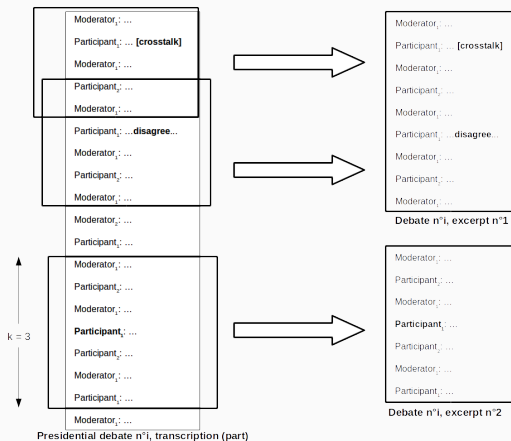 Moderator₁: ...
Participant₁: ... [crosstalk]
Moderator₁: ...
Participant₂: ...
Moderator₁: ...
Participant₁: ...disagree...
Moderator₁: ...
Participant₂: ...
Moderator₁: ...
Moderator₂: ...
Participant₁: ...
Moderator₁: ...
Participant₂: ...
Moderator₁: ...
Participant₁: ...
Participant₂: ...
Moderator₁: ...
Participant₁: ...
Moderator₁: ...
k = 3
Presidential debate n°i, transcription (part)
Moderator₁: ...
Participant₁: ... [crosstalk]
Moderator₁: ...
Participant₂: ...
Moderator₁: ...
Participant₁: ...disagree...
Moderator₁: ...
Participant₂: ...
Moderator₁: ...
Debate n°i, excerpt n°1
Moderator₁: ...
Participant₂: ...
Moderator₁: ...
Participant₁: ...
Participant₂: ...
Moderator₁: ...
Participant₁: ...
Debate n°i, excerpt n°2